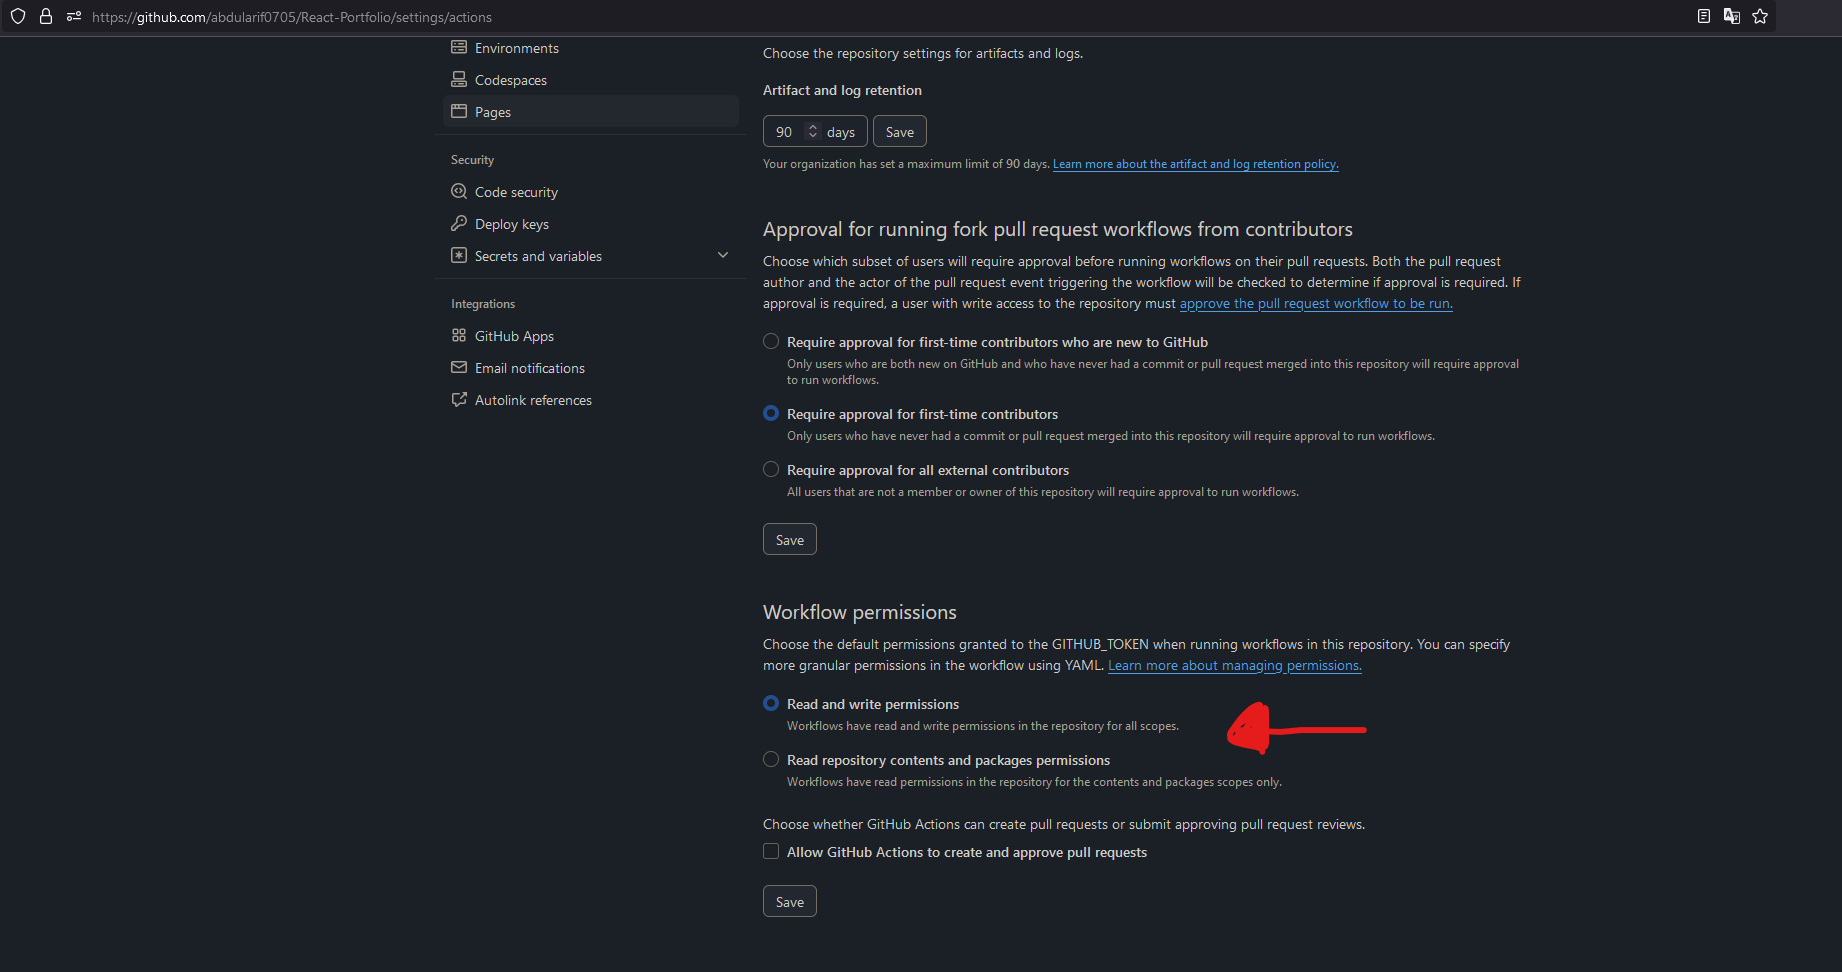 https://github.com/abdularif0705/React-Portfolio/settings/actions
Environments
Codespaces
Pages
Security
Code security
Deploy keys
Secrets and variables
Integrations
GitHub Apps
Email notifications
Autolink references
Choose the repository settings for artifacts and logs.
Artifact and log retention
90 days Save
Your organization has set a maximum limit of 90 days. Learn more about the artifact and log retention policy.
Approval for running fork pull request workflows from contributors
Choose which subset of users will require approval before running workflows on their pull requests. Both the pull request
author and the actor of the pull request event triggering the workflow will be checked to determine if approval is required. If
approval is required, a user with write access to the repository must approve the pull request workflow to be run.
Require approval for first-time contributors who are new to GitHub
Only users who are both new on GitHub and who have never had a commit or pull request merged into this repository will require approval
to run workflows.
Require approval for first-time contributors
Only users who have never had a commit or pull request merged into this repository will require approval to run workflows.
Require approval for all external contributors
All users that are not a member or owner of this repository will require approval to run workflows.
Save
Workflow permissions
Choose the default permissions granted to the GITHUB_TOKEN when running workflows in this repository. You can specify
more granular permissions in the workflow using YAML. Learn more about managing permissions.
Read and write permissions
Workflows have read and write permissions in the repository for all scopes.
Read repository contents and packages permissions
Workflows have read permissions in the repository for the contents and packages scopes only.
Choose whether GitHub Actions can create pull requests or submit approving pull request reviews.
Allow GitHub Actions to create and approve pull requests
Save